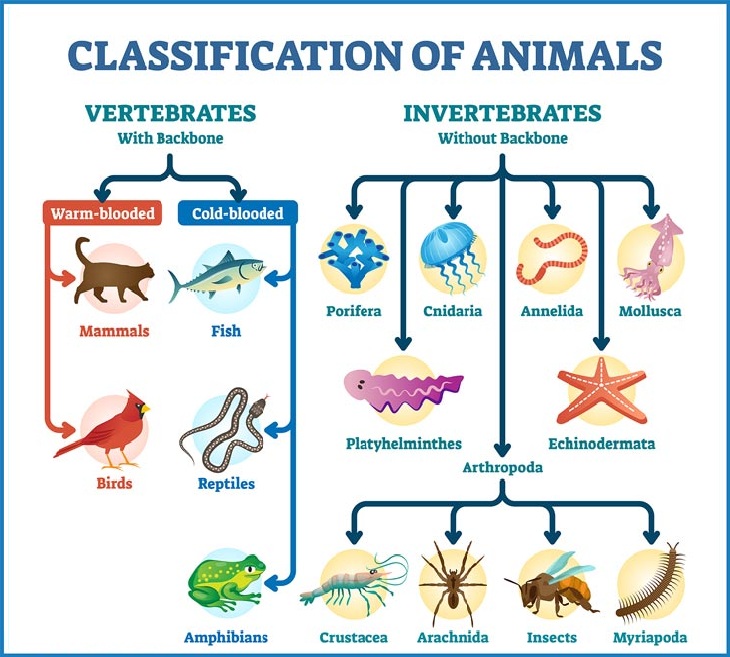 CLASSIFICATION OF ANIMALS
VERTEBRATES
With Backbone
Warm-blooded
Cold-blooded
Mammals
Fish
Birds
Reptiles
Amphibians
INVERTEBRATES
Without Backbone
Porifera
Cnidaria
Annelida
Mollusca
Platyhelminthes
Echinodermata
Arthropoda
Crustacea
Arachnida
Insects
Myriapoda